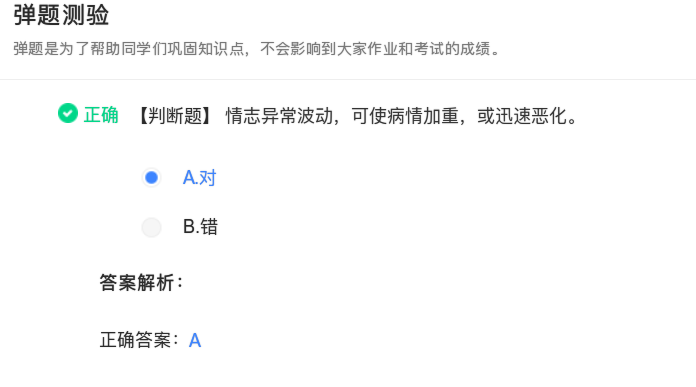 弹题测验
弹题是为了帮助同学们巩固知识点，不会影响到大家作业和考试的成绩。
正确 【判断题】 情志异常波动，可使病情加重，或迅速恶化。
A.对
B.错
答案解析：
正确答案：A